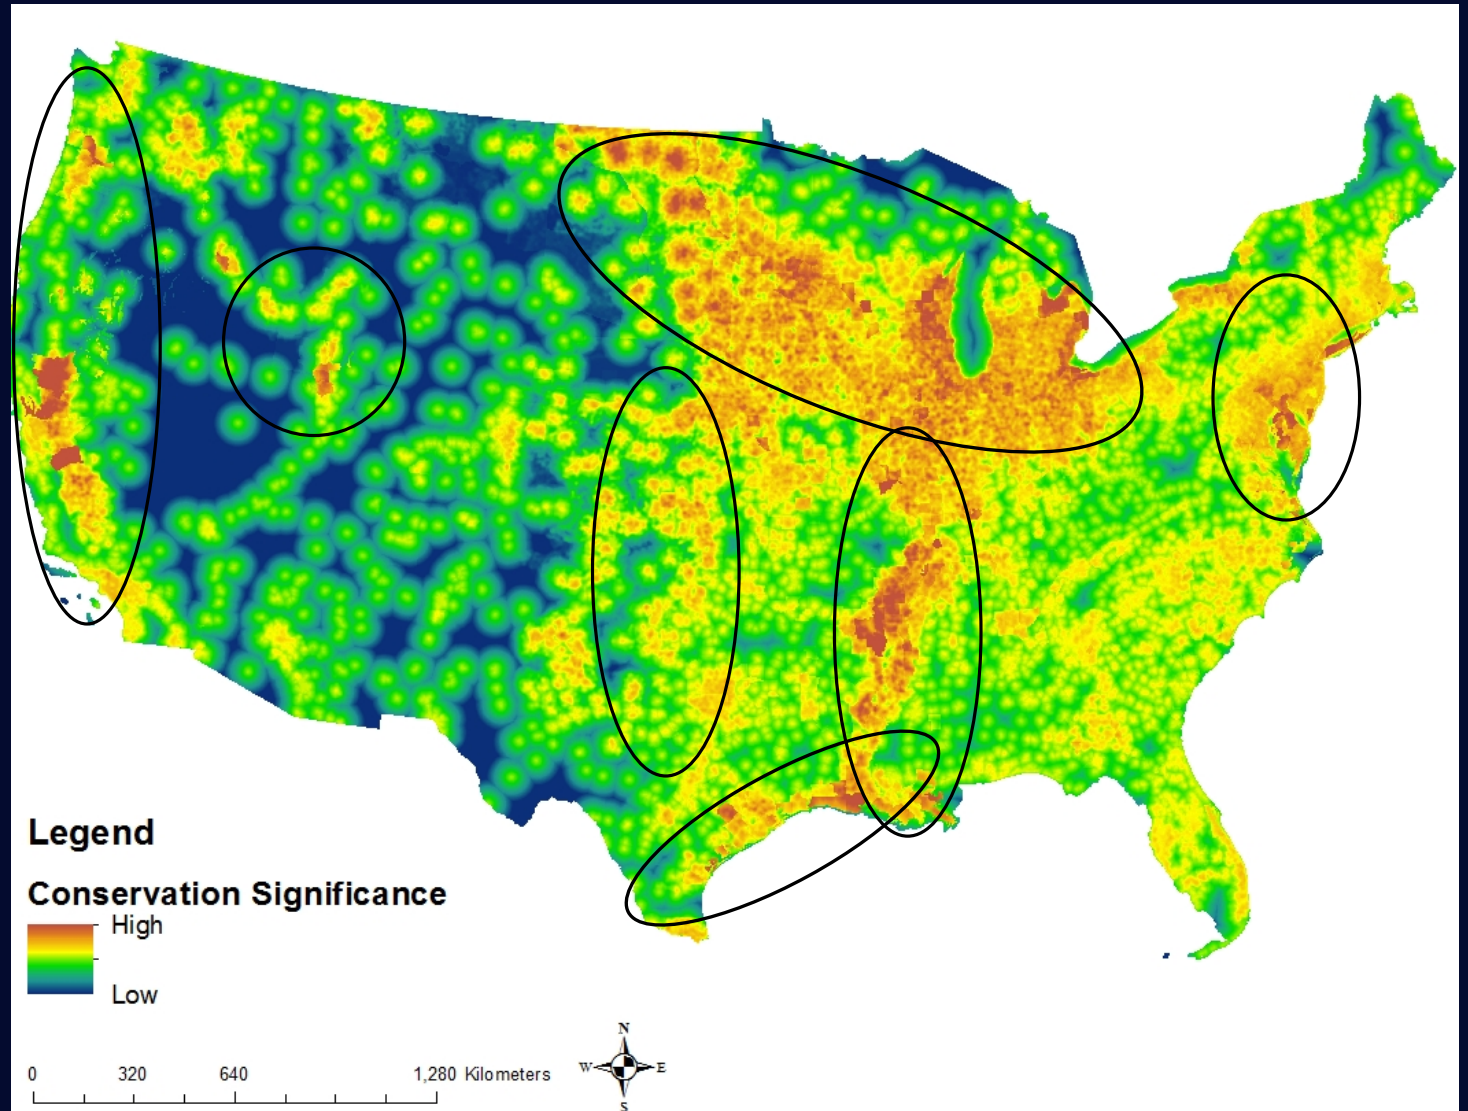 Legend
Conservation Significance
High
Low
0 320 640 1,280 Kilometers
N
W E
S